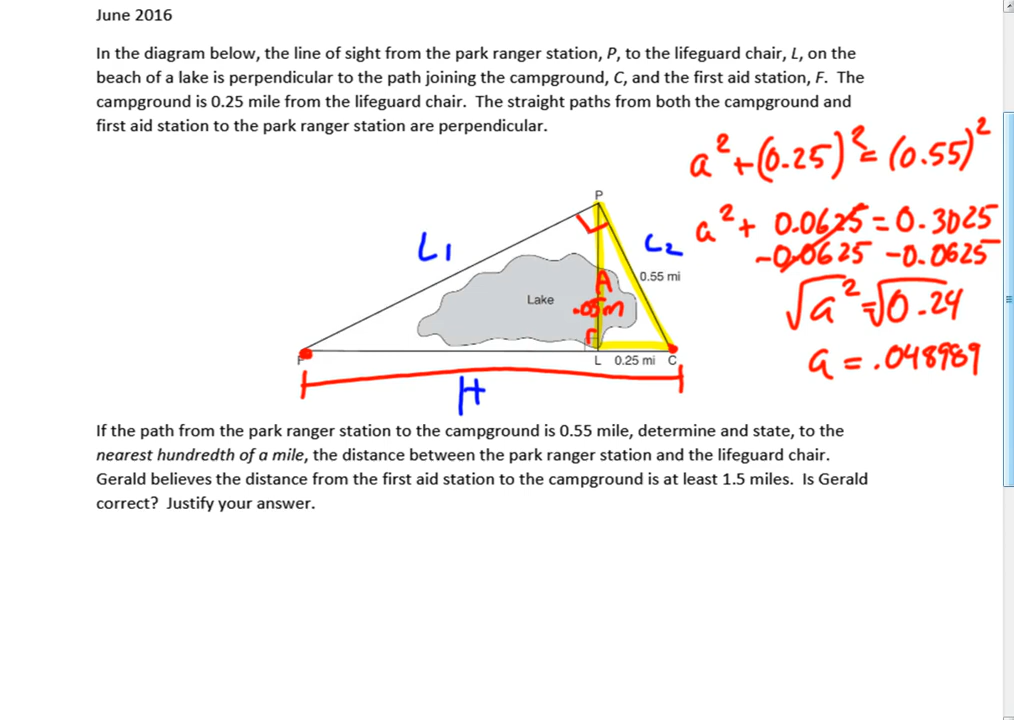 June 2016
In the diagram below, the line of sight from the park ranger station, P, to the lifeguard chair, L, on the
beach of a lake is perpendicular to the path joining the campground, C, and the first aid station, F. The
campground is 0.25 mile from the lifeguard chair. The straight paths from both the campground and
first aid station to the park ranger station are perpendicular.
a²+(0.25)²=(0.55)²
a²+ 0.0625=0.3025
-0.0625 -0.0625
√a²=√0.24
a=.048989
P
L1
L2
0.55 mi
Lake
A
.05m
F
L 0.25 mi C
H
If the path from the park ranger station to the campground is 0.55 mile, determine and state, to the
nearest hundredth of a mile, the distance between the park ranger station and the lifeguard chair.
Gerald believes the distance from the first aid station to the campground is at least 1.5 miles. Is Gerald
correct? Justify your answer.